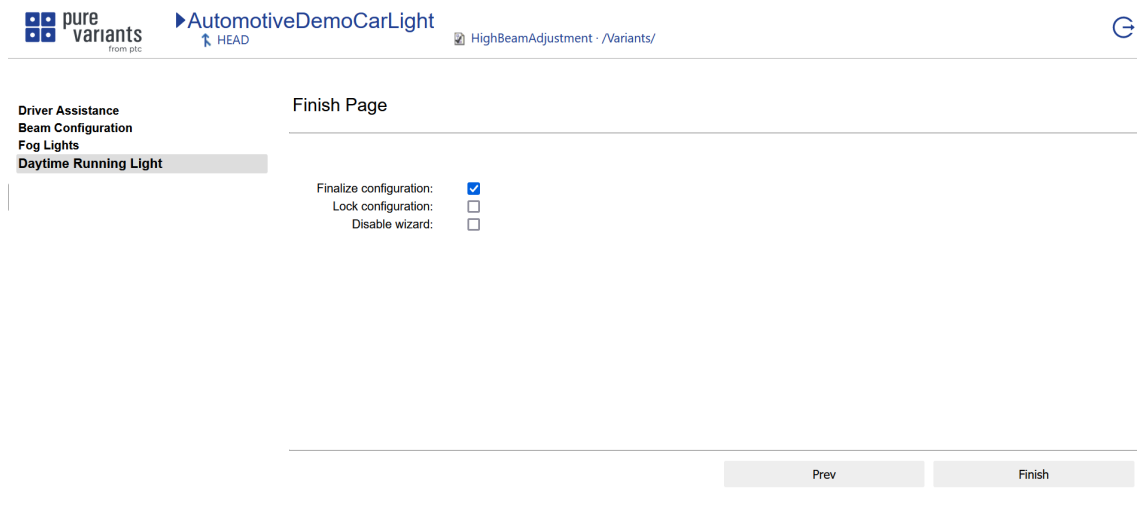 pure
variants
from ptc
AutomotiveDemoCarLight
HEAD
HighBeamAdjustment · /Variants/
Driver Assistance
Beam Configuration
Fog Lights
Daytime Running Light
Finish Page
Finalize configuration:
Lock configuration:
Disable wizard:
Prev
Finish